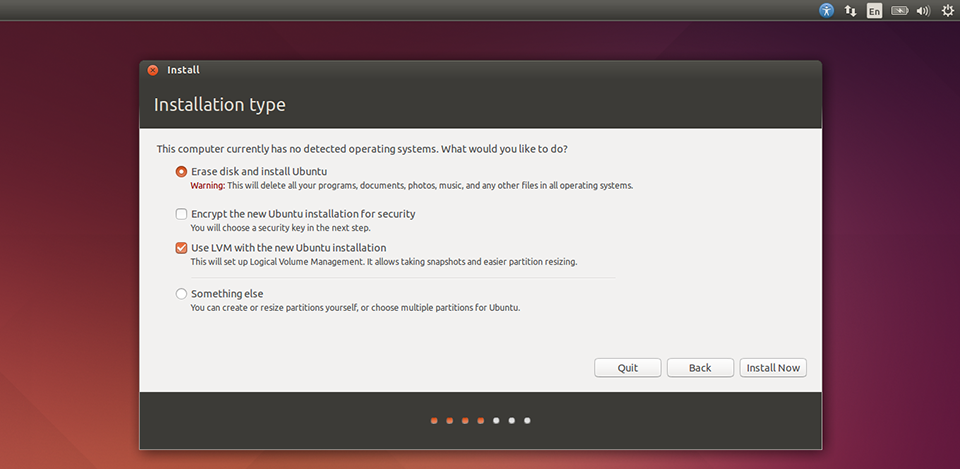 En
Install
Installation type
This computer currently has no detected operating systems. What would you like to do?
Erase disk and install Ubuntu
Warning: This will delete all your programs, documents, photos, music, and any other files in all operating systems.
Encrypt the new Ubuntu installation for security
You will choose a security key in the next step.
Use LVM with the new Ubuntu installation
This will set up Logical Volume Management. It allows taking snapshots and easier partition resizing.
Something else
You can create or resize partitions yourself, or choose multiple partitions for Ubuntu.
Quit Back Install Now